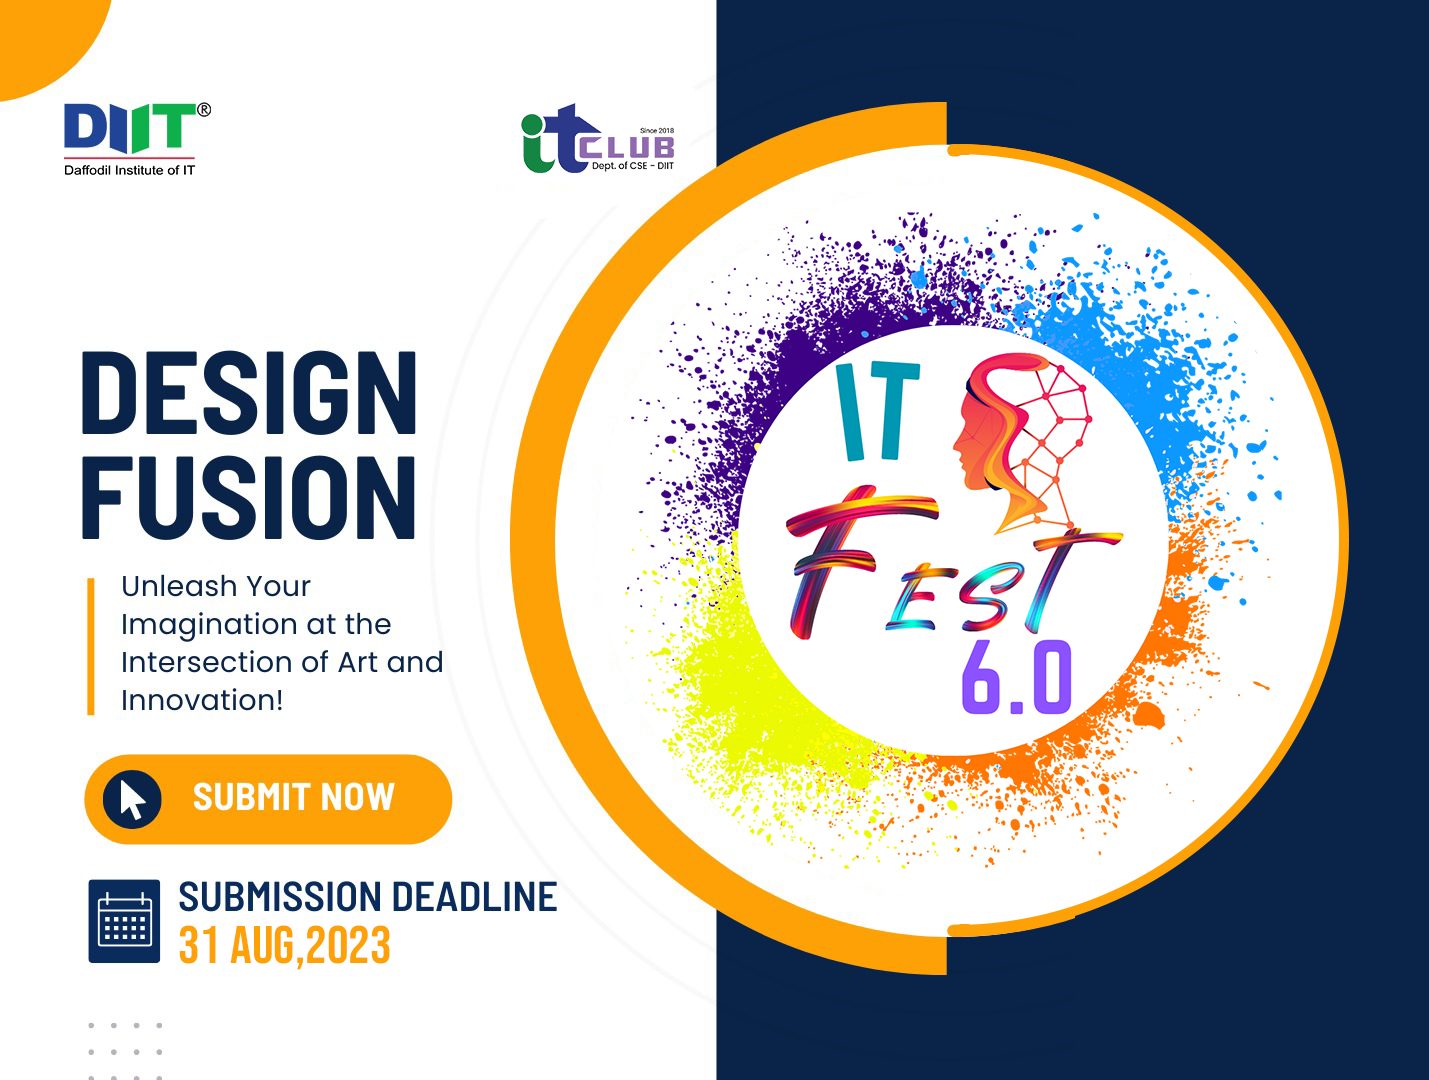 DIIT®
Daffodil Institute of IT
Since 2018
it CLUB
Dept. of CSE - DIIT
DESIGN
FUSION
Unleash Your
Imagination at the
Intersection of Art and
Innovation!
SUBMIT NOW
SUBMISSION DEADLINE
31 AUG,2023
IT
FEST
6.0